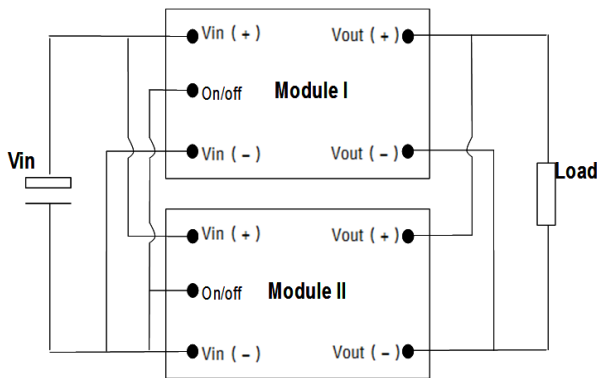 Vin ( + ) Vout ( + )
On/off Module I
Vin ( − ) Vout ( − )
Vin
Load
Vin ( + ) Vout ( + )
On/off Module II
Vin ( − ) Vout ( − )